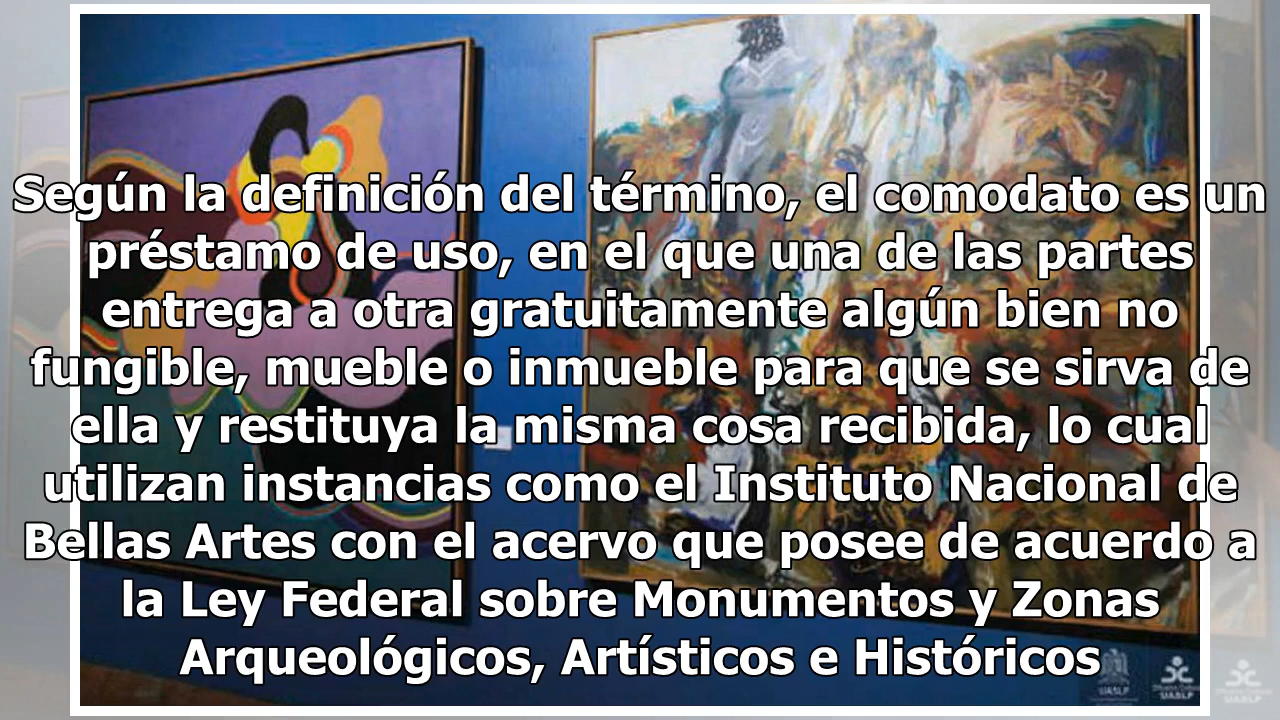 Según la definición del término, el comodato es un
préstamo de uso, en el que una de las partes
entrega a otra gratuitamente algún bien no
fungible, mueble o inmueble para que se sirva de
ella y restituya la misma cosa recibida, lo cual
utilizan instancias como el Instituto Nacional de
Bellas Artes con el acervo que posee de acuerdo a
la Ley Federal sobre Monumentos y Zonas
Arqueológicos, Artísticos e Históricos
UASLP
UASLP
UASLP